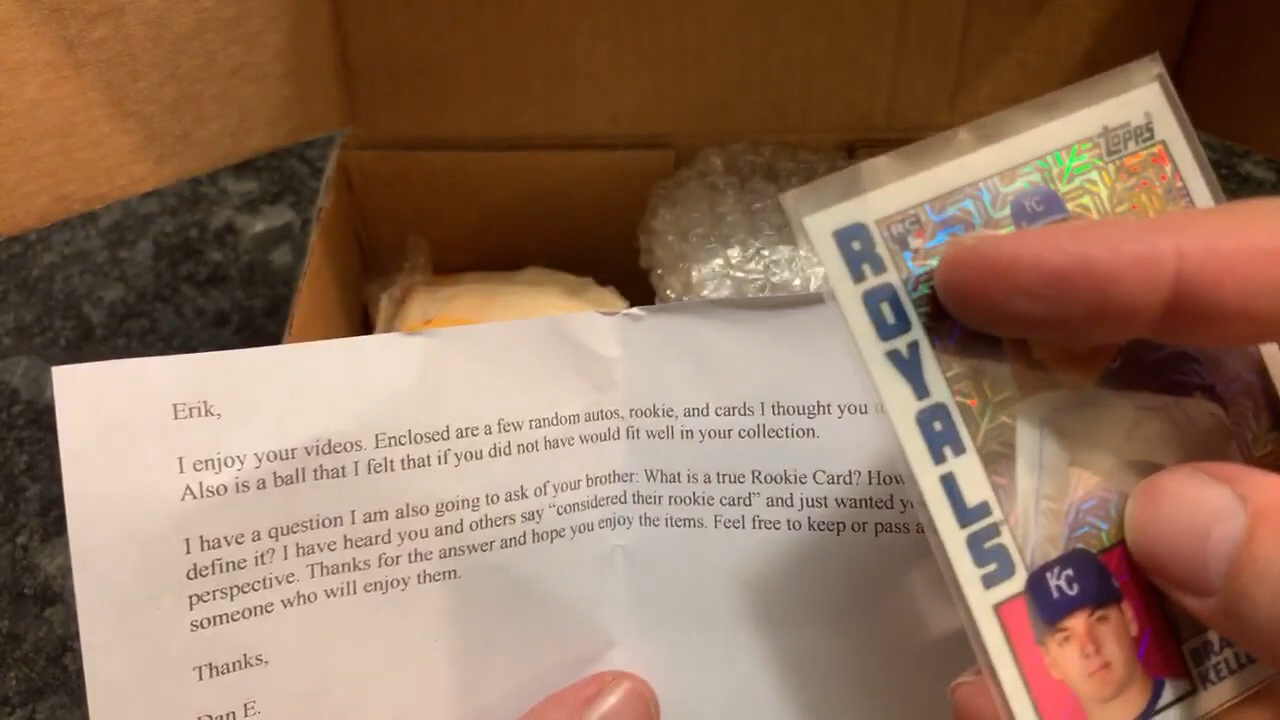 Erik,
I enjoy your videos. Enclosed are a few random autos, rookie, and cards I thought you
Also is a ball that I felt that if you did not have would fit well in your collection.
I have a question I am also going to ask of your brother: What is a true Rookie Card? How
define it? I have heard you and others say “considered their rookie card” and just wanted
perspective. Thanks for the answer and hope you enjoy the items. Feel free to keep or pass
someone who will enjoy them.
Thanks,
Dan E.
Topps
RC
KC
ROYALS
KC